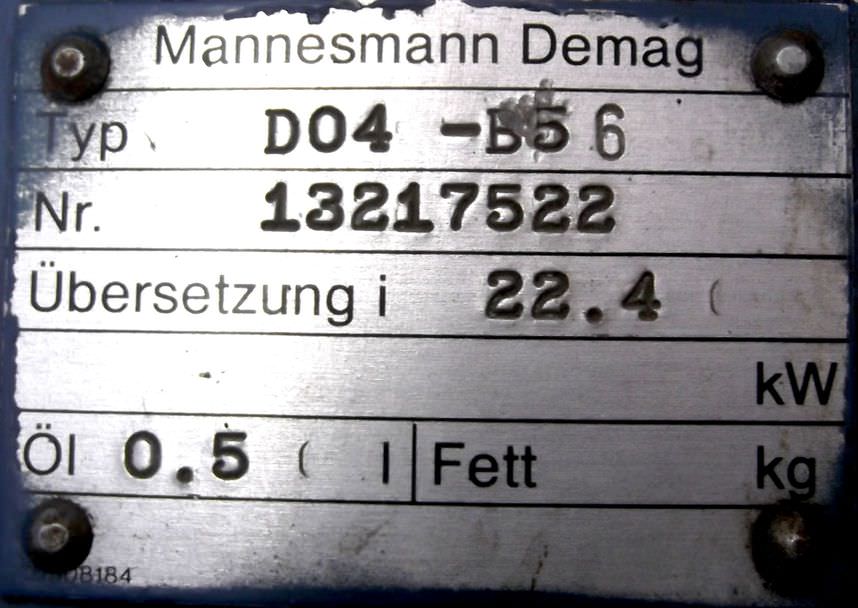 Mannesmann Demag
Typ D04 -B5 6
Nr. 13217522
Übersetzung i 22.4
kW
Öl 0.5 l Fett kg